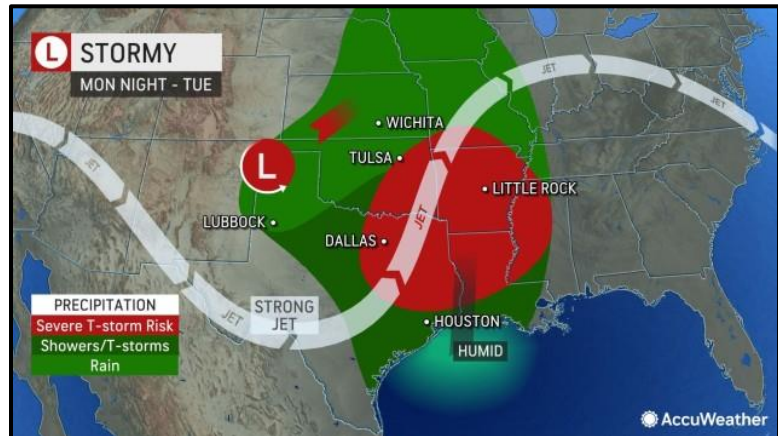 L STORMY
MON NIGHT - TUE
JET
JET
JET
WICHITA
L
TULSA
LITTLE ROCK
LUBBOCK
JET
DALLAS
JET
STRONG
JET
JET
HOUSTON
HUMID
PRECIPITATION
Severe T-storm Risk
Showers/T-storms
Rain
AccuWeather